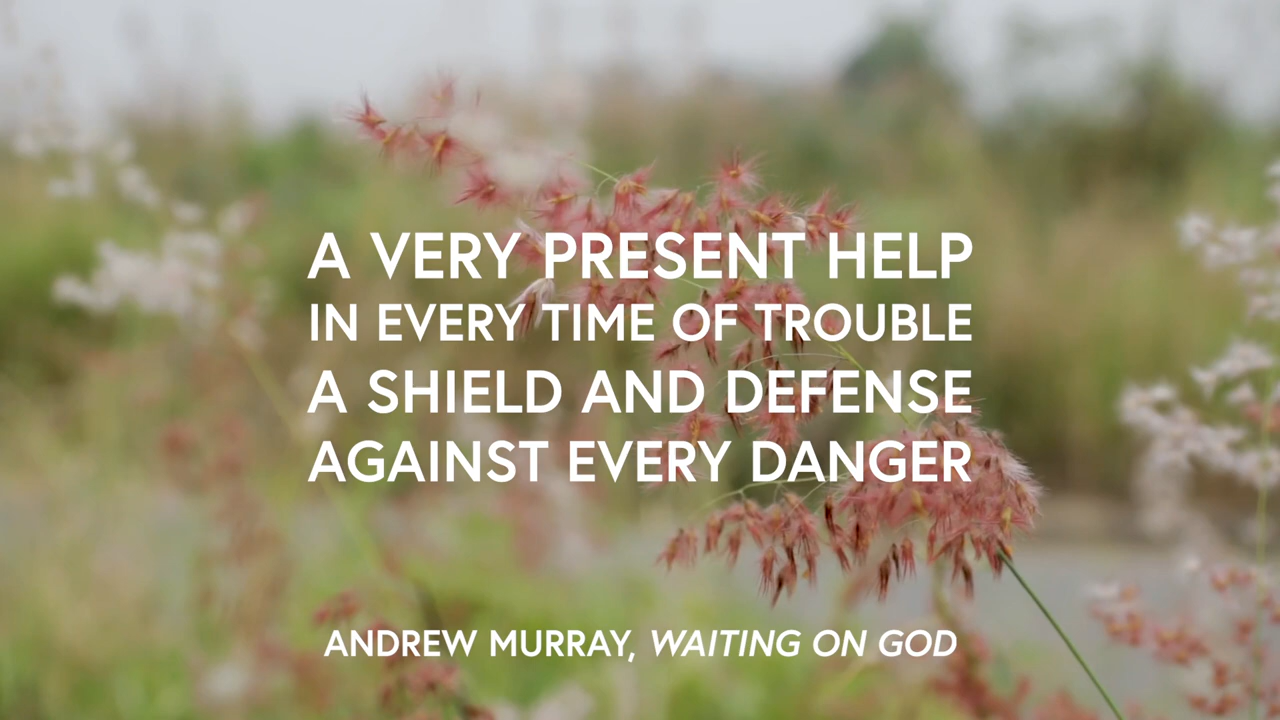 A VERY PRESENT HELP
IN EVERY TIME OF TROUBLE
A SHIELD AND DEFENSE
AGAINST EVERY DANGER
ANDREW MURRAY, WAITING ON GOD